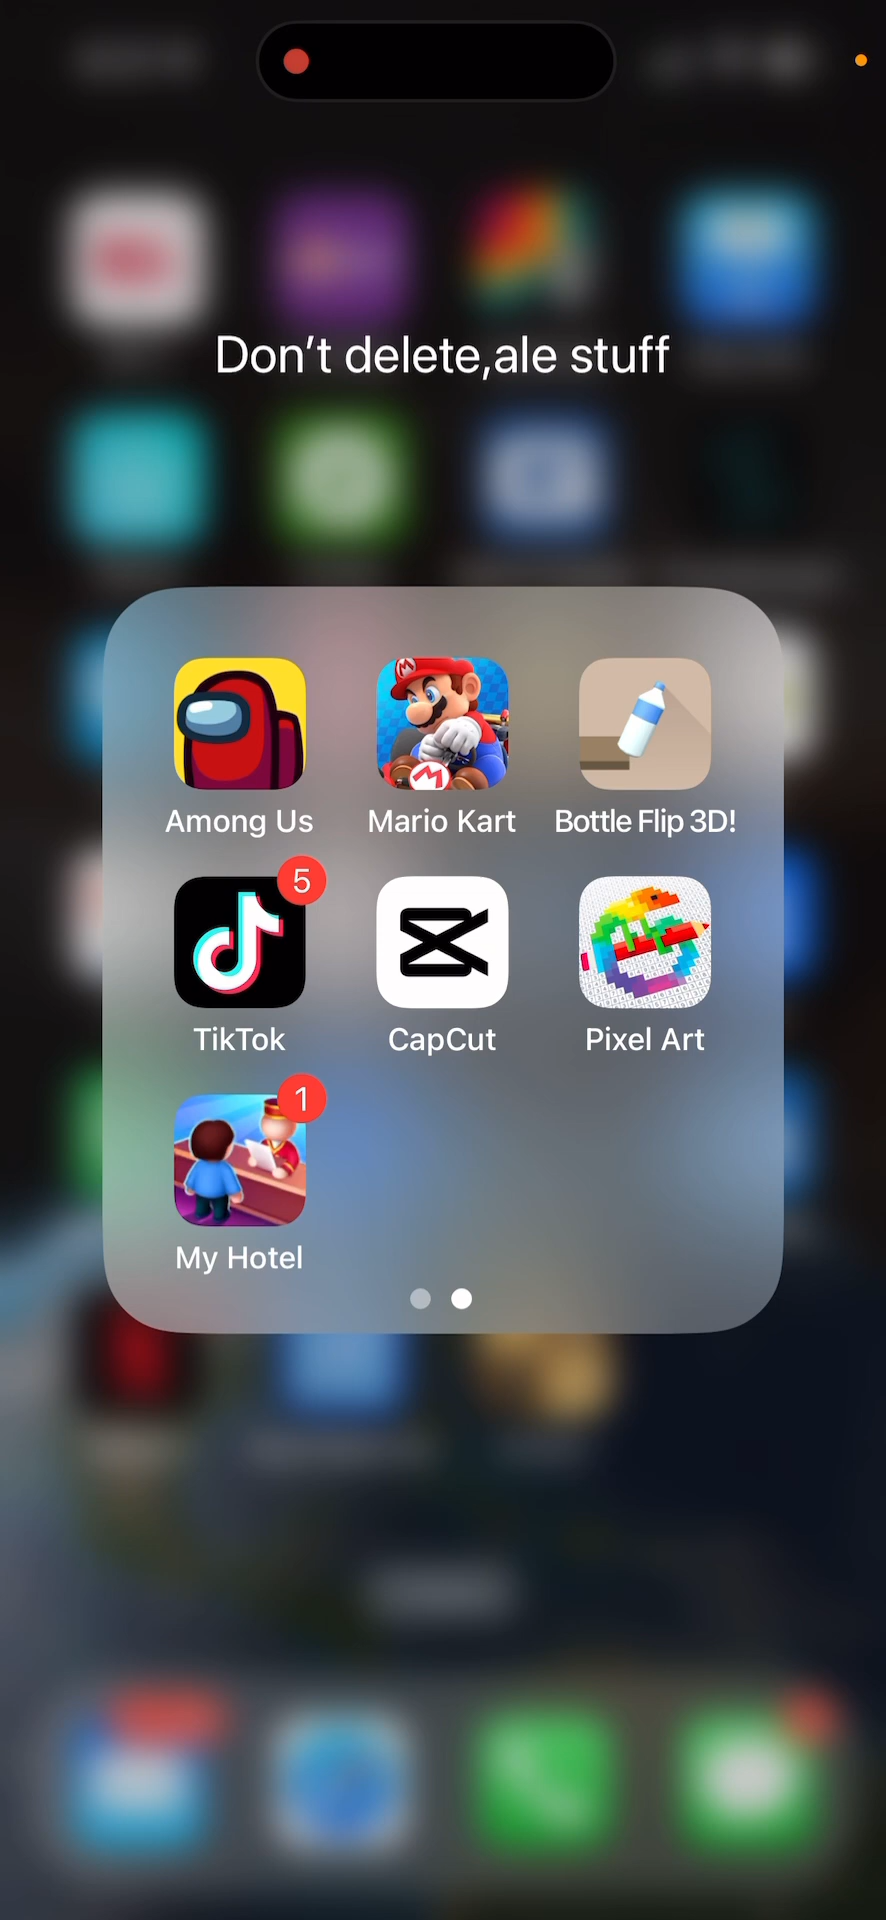 Don’t delete,ale stuff
Among Us
Mario Kart
Bottle Flip 3D!
5
TikTok
CapCut
Pixel Art
1
My Hotel